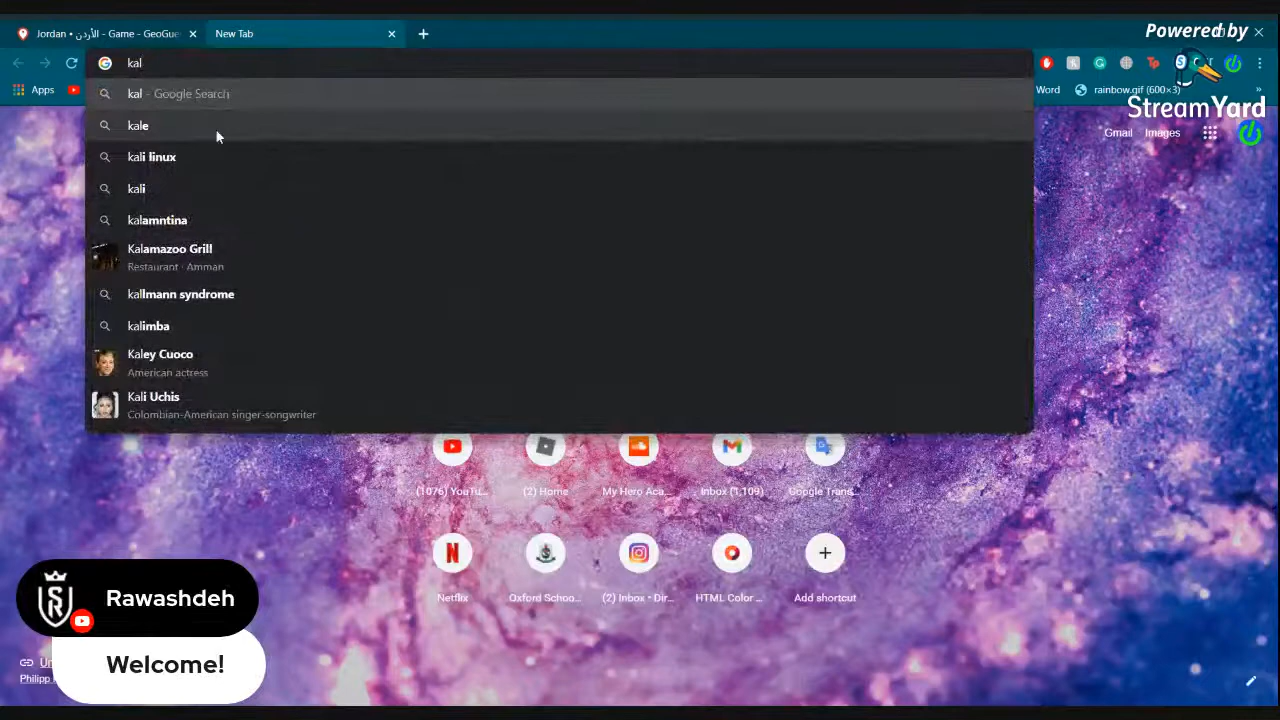 Jordan • الأردن - Game - GeoGue
New Tab
Powered by
kal
kal - Google Search
Word
rainbow.gif (600×3)
»
Apps
StreamYard
kale
Gmail
Images
kali linux
kali
kalamntina
Kalamazoo Grill
Restaurant · Amman
kallmann syndrome
kalimba
Kaley Cuoco
American actress
Kali Uchis
Colombian-American singer-songwriter
(1076) YouTu...
(2) Home
My Hero Aca...
Inbox (1,109)
Google Trans...
Netflix
Oxford Schoo...
(2) Inbox • Dir...
HTML Color ...
Add shortcut
Rawashdeh
Welcome!
Philipp